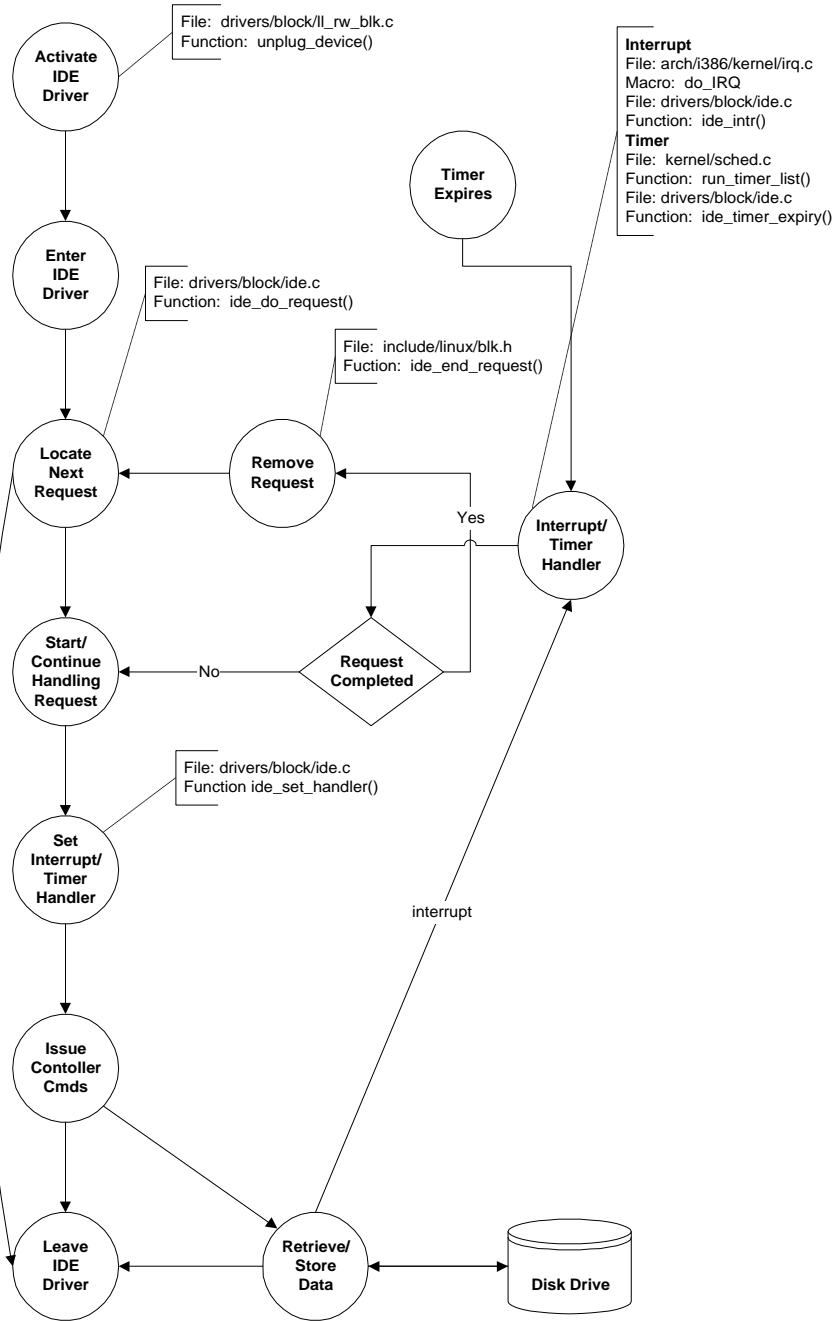 File: drivers/block/ll_rw_blk.c
Function: unplug_device()
Activate
IDE
Driver
Interrupt
File: arch/i386/kernel/irq.c
Macro: do_IRQ
File: drivers/block/ide.c
Function: ide_intr()
Timer
File: kernel/sched.c
Function: run_timer_list()
File: drivers/block/ide.c
Function: ide_timer_expiry()
Timer
Expires
Enter
IDE
Driver
File: drivers/block/ide.c
Function: ide_do_request()
File: include/linux/blk.h
Fuction: ide_end_request()
Locate
Next
Request
Remove
Request
Yes
Interrupt/
Timer
Handler
Start/
Continue
Handling
Request
No
Request
Completed
File: drivers/block/ide.c
Function ide_set_handler()
Set
Interrupt/
Timer
Handler
interrupt
Issue
Contoller
Cmds
Leave
IDE
Driver
Retrieve/
Store
Data
Disk Drive